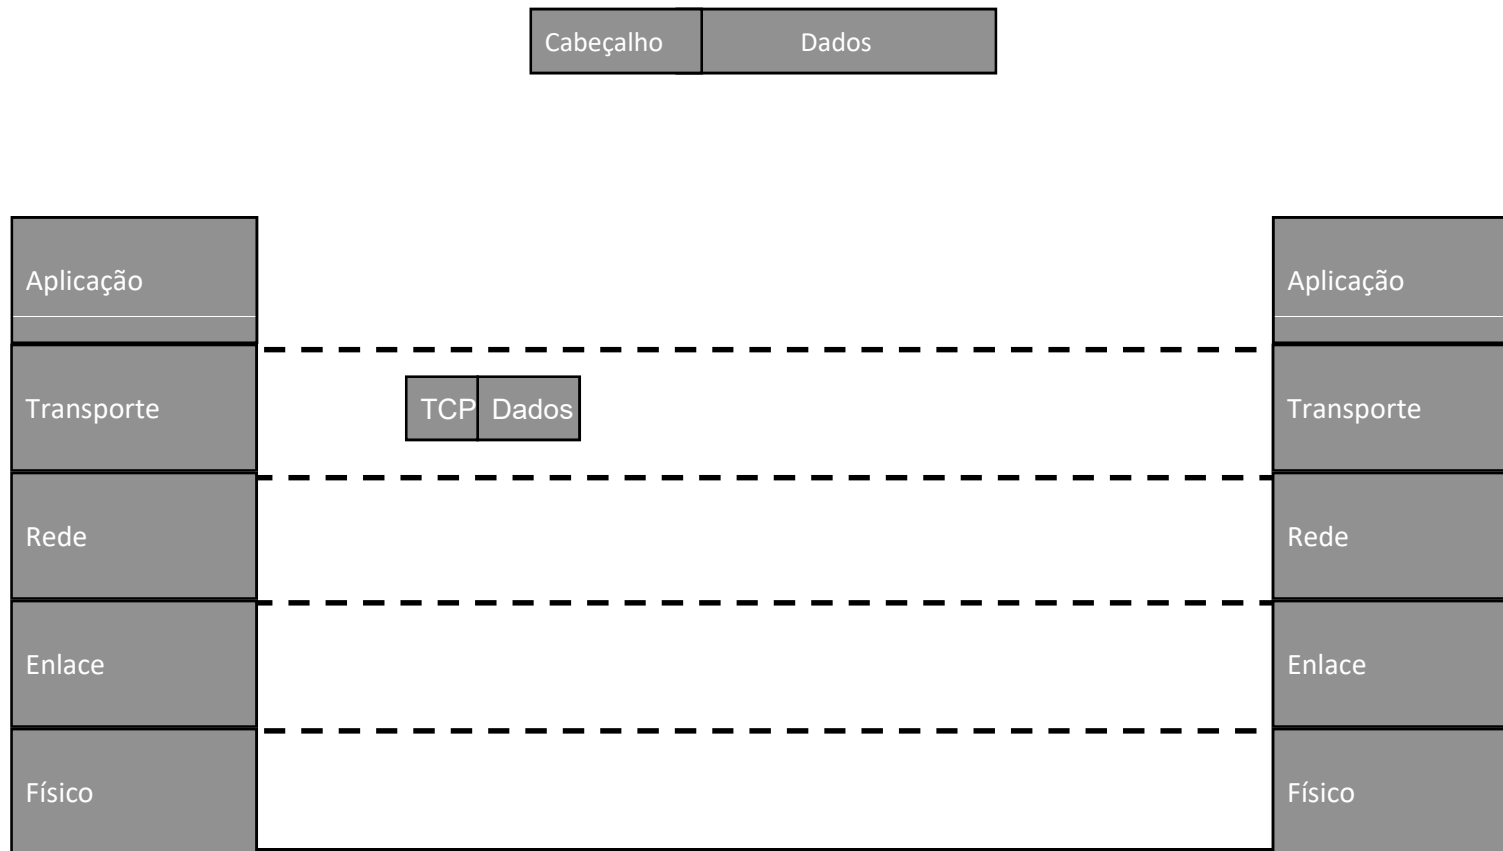 Cabeçalho Dados
Aplicação Aplicação
Transporte TCP Dados Transporte
Rede Rede
Enlace Enlace
Físico Físico